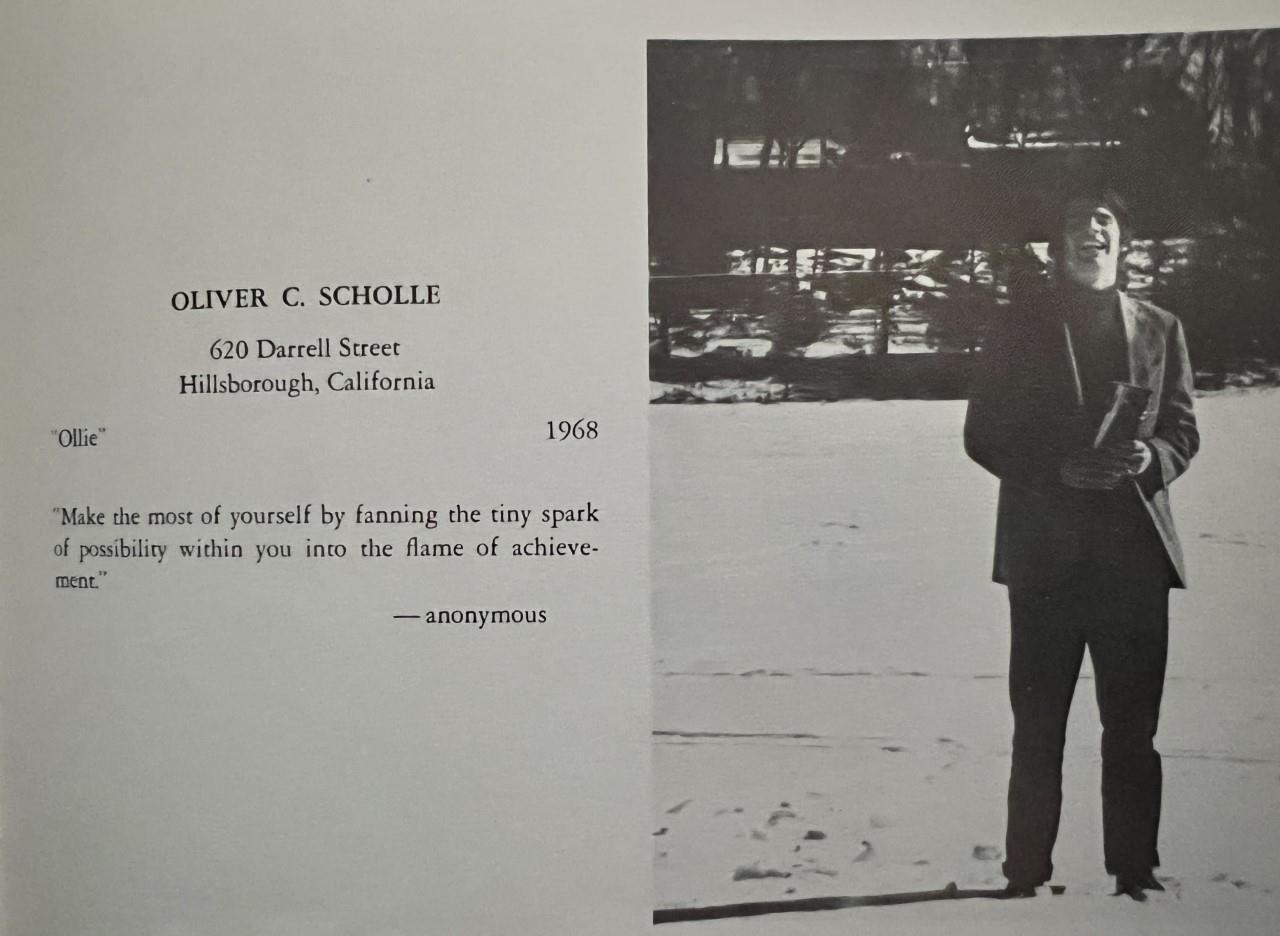 OLIVER C. SCHOLLE
620 Darrell Street
Hillsborough, California
"Ollie" 1968
"Make the most of yourself by fanning the tiny spark
of possibility within you into the flame of achieve-
ment."
— anonymous